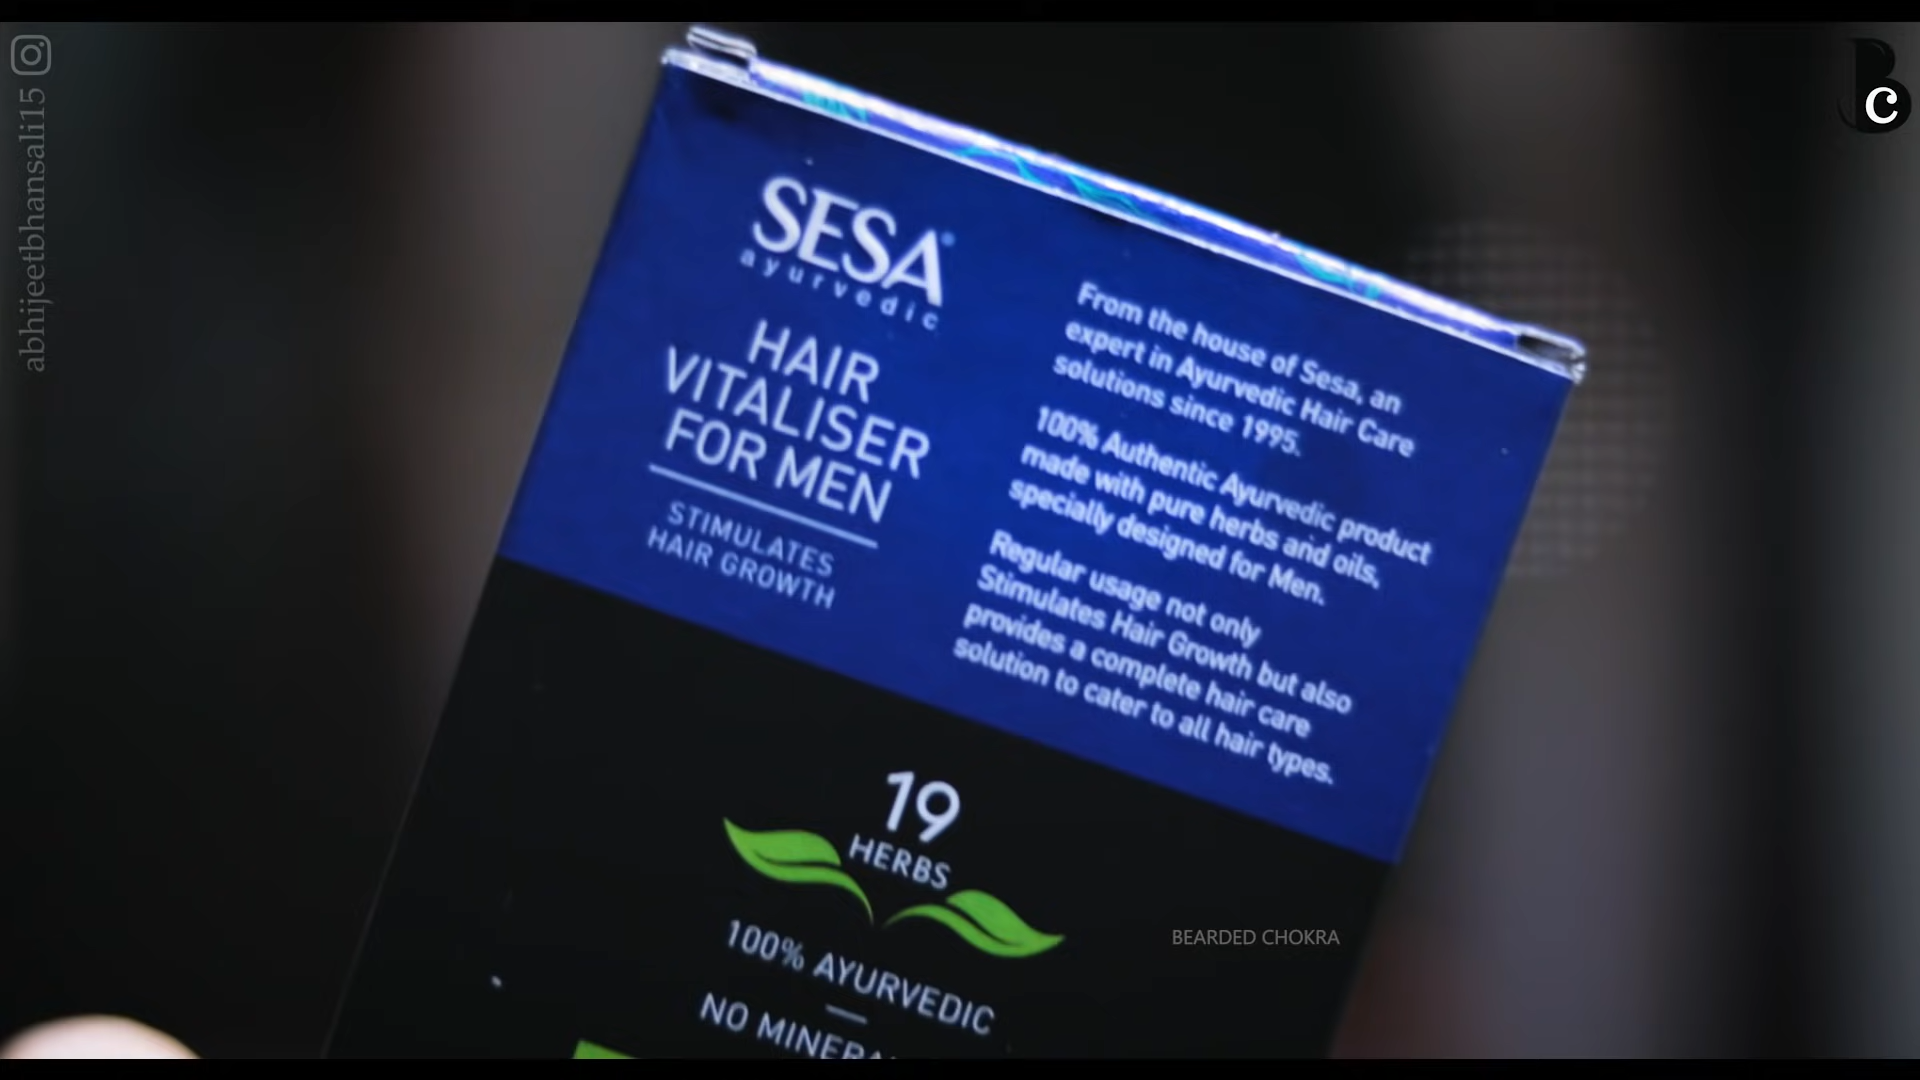 abhijeetbhansali15
BC
SESA®
ayurvedic
HAIR
VITALISER
FOR MEN
STIMULATES
HAIR GROWTH
From the house of Sesa, an
expert in Ayurvedic Hair Care
solutions since 1995.
100% Authentic Ayurvedic product
made with pure herbs and oils,
specially designed for Men.
Regular usage not only
Stimulates Hair Growth but also
provides a complete hair care
solution to cater to all hair types.
19
HERBS
100% AYURVEDIC
NO
BEARDED CHOKRA